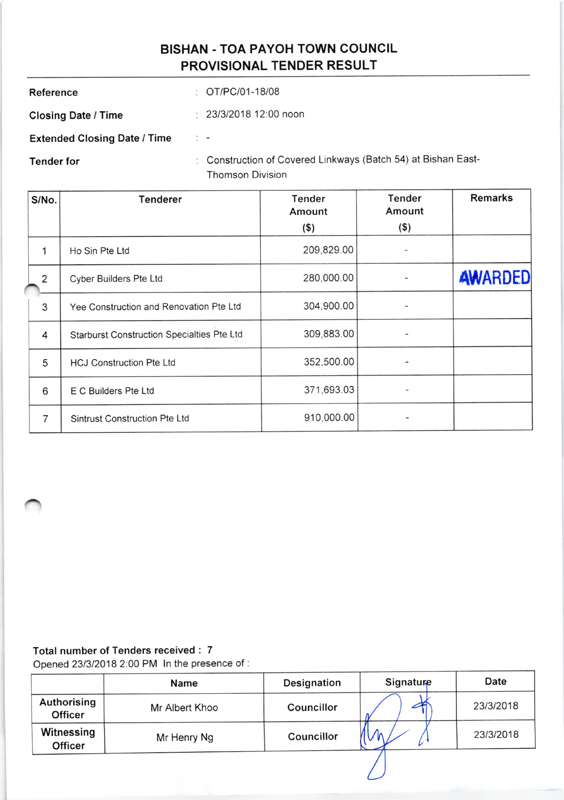 BISHAN - TOA PAYOH TOWN COUNCIL
PROVISIONAL TENDER RESULT
Reference : OT/PC/01-18/08
Closing Date / Time : 23/3/2018 12:00 noon
Extended Closing Date / Time : -
Tender for : Construction of Covered Linkways (Batch 54) at Bishan East-
Thomson Division
S/No. Tenderer Tender Amount ($) Tender Amount ($) Remarks
1 Ho Sin Pte Ltd 209,829.00 -
2 Cyber Builders Pte Ltd 280,000.00 - AWARDED
3 Yee Construction and Renovation Pte Ltd 304,900.00 -
4 Starburst Construction Specialties Pte Ltd 309,883.00 -
5 HCJ Construction Pte Ltd 352,500.00 -
6 E C Builders Pte Ltd 371,693.03 -
7 Sintrust Construction Pte Ltd 910,000.00 -
Total number of Tenders received : 7
Opened 23/3/2018 2:00 PM In the presence of :
Name Designation Signature Date
Authorising Officer Mr Albert Khoo Councillor 23/3/2018
Witnessing Officer Mr Henry Ng Councillor 23/3/2018